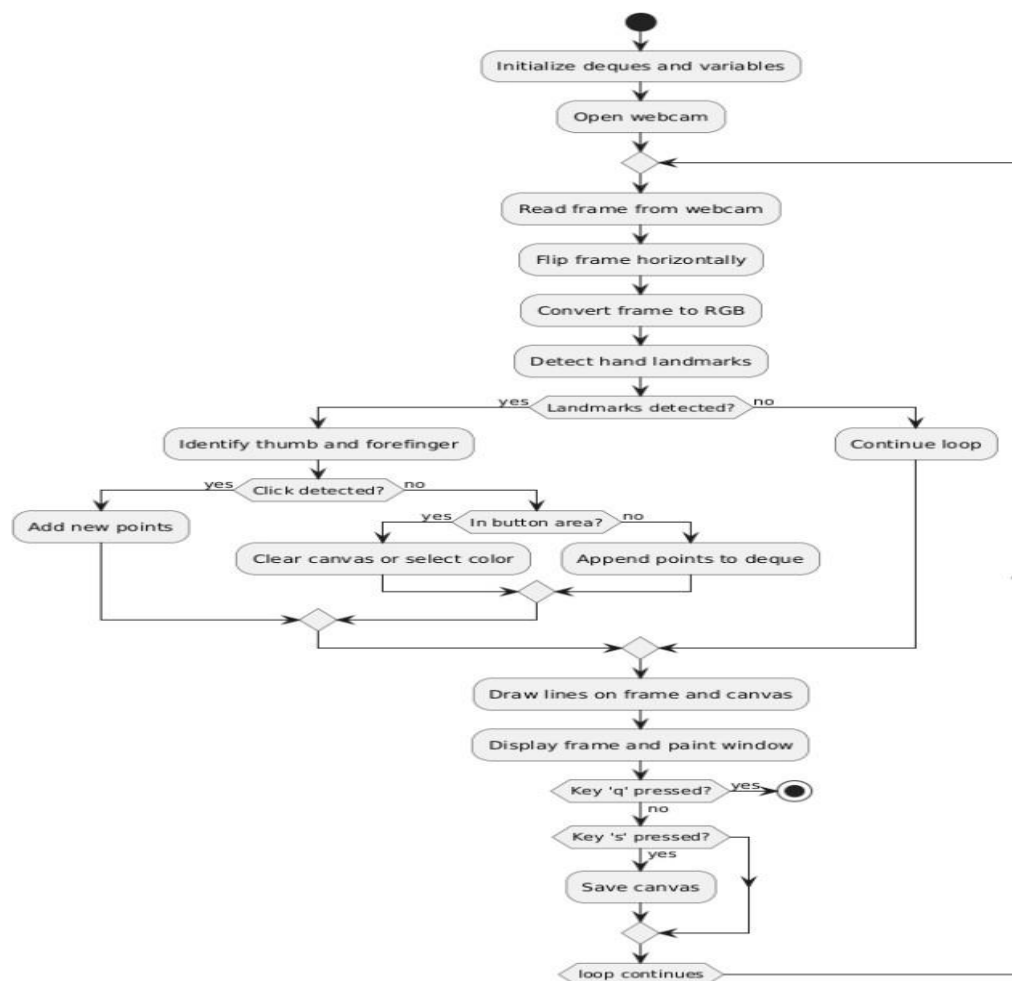 Initialize deques and variables
Open webcam
Read frame from webcam
Flip frame horizontally
Convert frame to RGB
Detect hand landmarks
yes
Landmarks detected?
no
Identify thumb and forefinger
Continue loop
yes
Click detected?
no
Add new points
yes
In button area?
no
Clear canvas or select color
Append points to deque
Draw lines on frame and canvas
Display frame and paint window
Key 'q' pressed?
yes
no
Key 's' pressed?
yes
Save canvas
loop continues